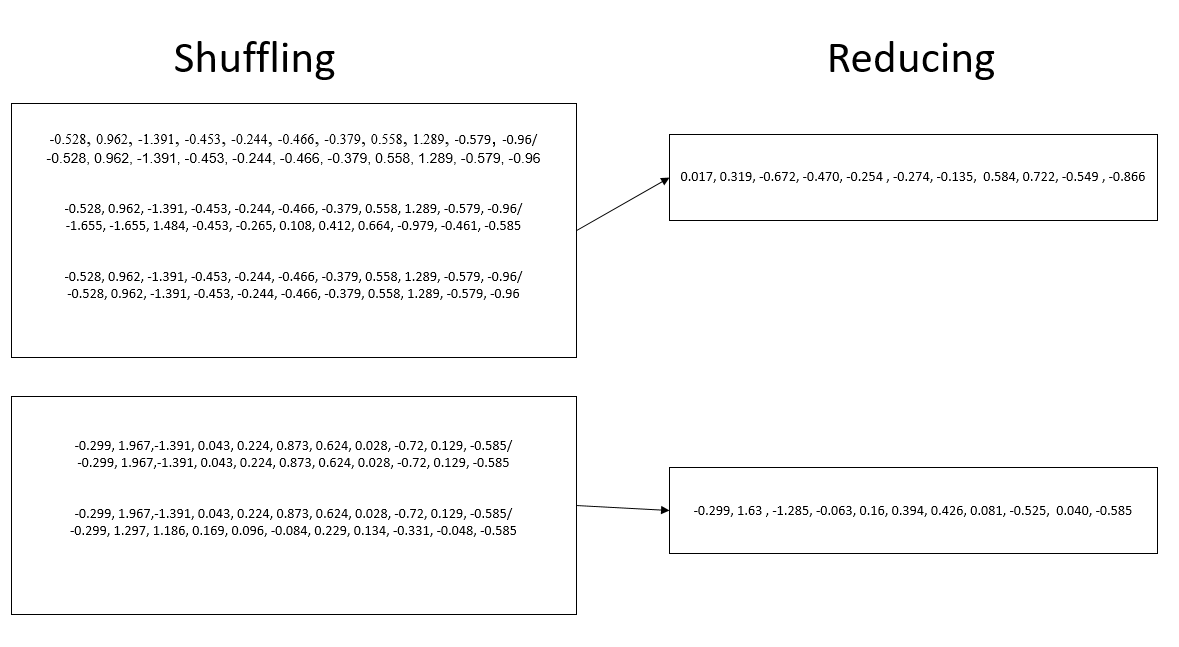 Shuffling
Reducing
-0.528, 0.962, -1.391, -0.453, -0.244, -0.466, -0.379, 0.558, 1.289, -0.579, -0.96/
-0.528, 0.962, -1.391, -0.453, -0.244, -0.466, -0.379, 0.558, 1.289, -0.579, -0.96
-0.528, 0.962, -1.391, -0.453, -0.244, -0.466, -0.379, 0.558, 1.289, -0.579, -0.96/
-1.655, -1.655, 1.484, -0.453, -0.265, 0.108, 0.412, 0.664, -0.979, -0.461, -0.585
-0.528, 0.962, -1.391, -0.453, -0.244, -0.466, -0.379, 0.558, 1.289, -0.579, -0.96/
-0.528, 0.962, -1.391, -0.453, -0.244, -0.466, -0.379, 0.558, 1.289, -0.579, -0.96
0.017, 0.319, -0.672, -0.470, -0.254 , -0.274, -0.135, 0.584, 0.722, -0.549 , -0.866
-0.299, 1.967,-1.391, 0.043, 0.224, 0.873, 0.624, 0.028, -0.72, 0.129, -0.585/
-0.299, 1.967,-1.391, 0.043, 0.224, 0.873, 0.624, 0.028, -0.72, 0.129, -0.585
-0.299, 1.967,-1.391, 0.043, 0.224, 0.873, 0.624, 0.028, -0.72, 0.129, -0.585/
-0.299, 1.297, 1.186, 0.169, 0.096, -0.084, 0.229, 0.134, -0.331, -0.048, -0.585
-0.299, 1.63 , -1.285, -0.063, 0.16, 0.394, 0.426, 0.081, -0.525, 0.040, -0.585